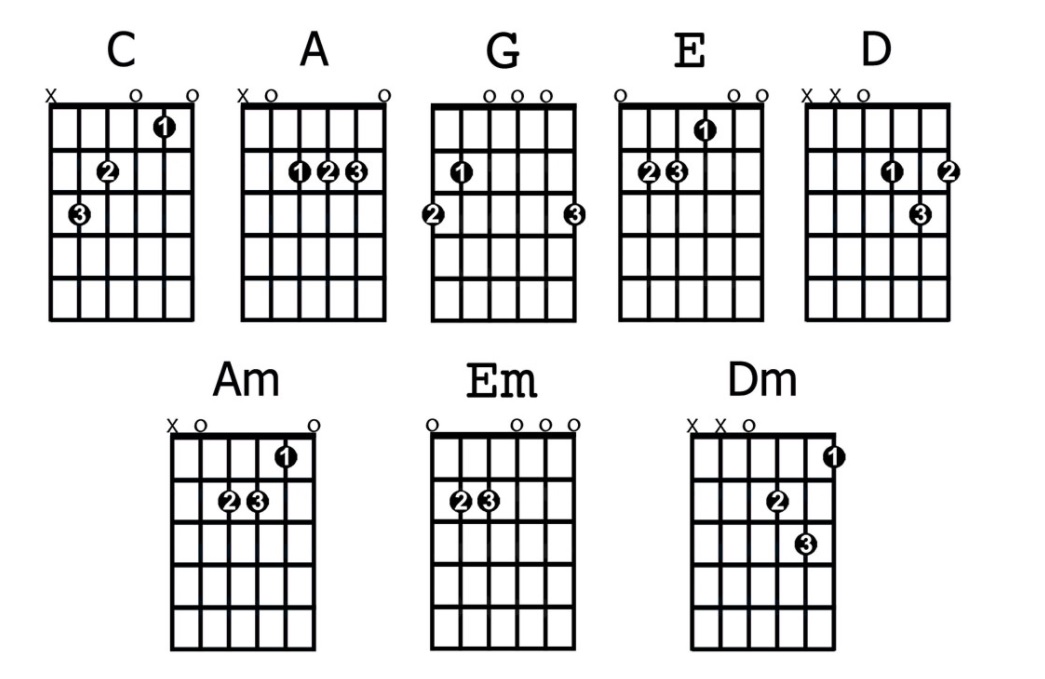 C A G E D
X O O X O O O O O O O O X X O
1 1
1 2 3 1 2 3 1 2
2
3 2 3 3
Am Em Dm
X O O O O O O X X O
1 1
2 3 2 3 2
3